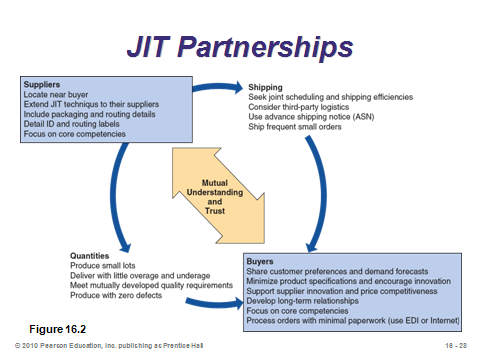 JIT Partnerships
Suppliers
Locate near buyer
Extend JIT techniqus to their suppliers
Include packaging and routing details
Detail ID and routing labels
Focus on core competencies
Shipping
Seek joint scheduling and shipping efficiencies
Consider third-party logistics
Use advance shipping notice (ASN)
Ship frequent small orders
Mutual
Understanding
and
Trust
Quantities
Produce small lots
Deliver with little overage and underage
Meet mutually developed quality requirements
Produce with zero defects
Buyers
Share customer preferences and demand forecasts
Minimize product specifications and encourage innovation
Support supplier innovation and price competitiveness
Develop long-term relationships
Focus on core competencies
Process orders with minimal paperwork (use EDI or Internet)
Figure 16.2
© 2010 Pearson Education, Inc. publishing as Prentice Hall
16 - 23